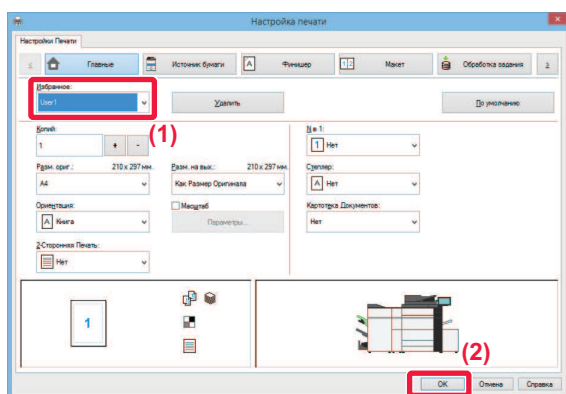 Настройка печати
Настройки Печати
Главные
Источник бумаги
Финишер
Макет
Обработка задания
Избранное:
User1
Удалить
По умолчанию
(1)
Копий:
1
+ -
N в 1:
1 Нет
Разм. ориг.: 210 x 297 мм.
A4
Разм. на вых.: 210 x 297 мм.
Как Размер Оригинала
Степлер:
A Нет
Ориентация:
A Книга
Масштаб
Параметры...
Картотека Документов:
Нет
2-Сторонняя Печать:
Нет
1
(2)
OK
Отмена
Справка